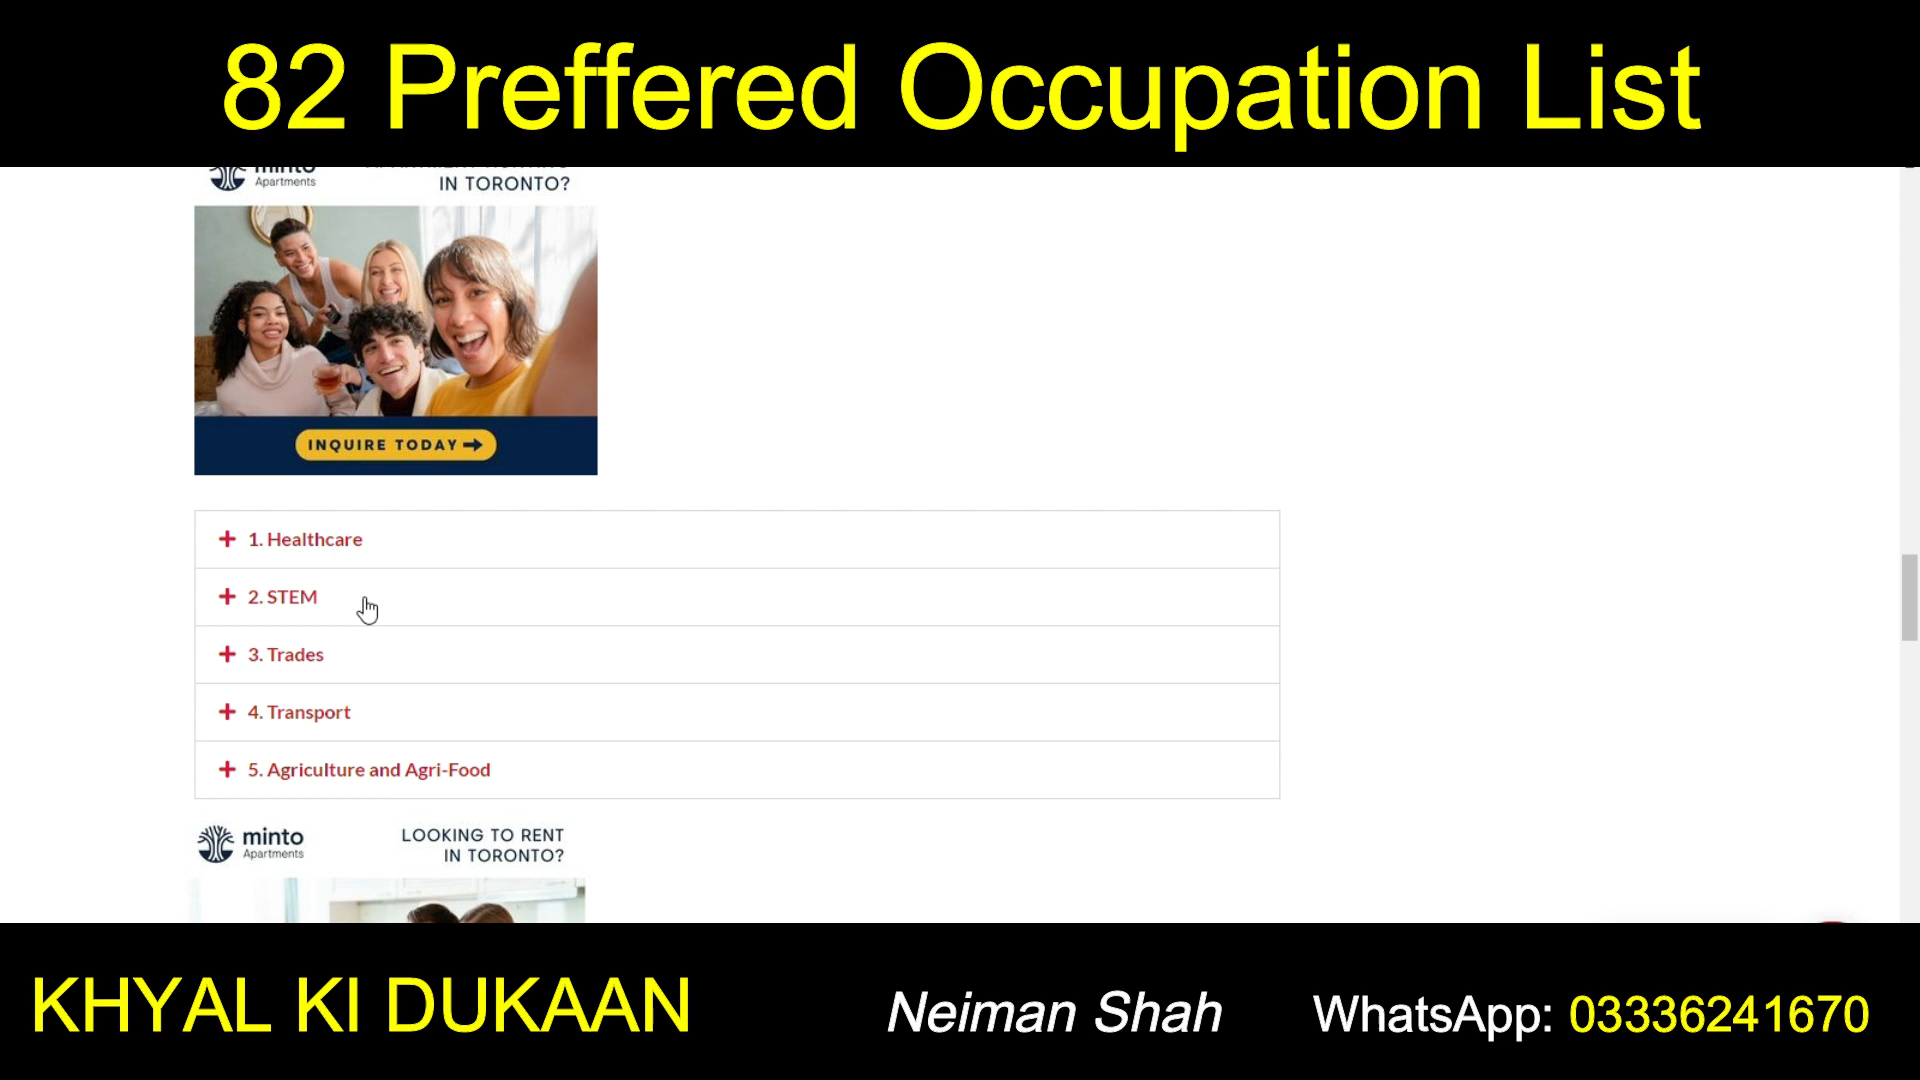 82 Preffered Occupation List
minto
Apartments
IN TORONTO?
INQUIRE TODAY
1. Healthcare
2. STEM
3. Trades
4. Transport
5. Agriculture and Agri-Food
minto
Apartments
LOOKING TO RENT
IN TORONTO?
KHYAL KI DUKAAN
Neiman Shah
WhatsApp: 03336241670